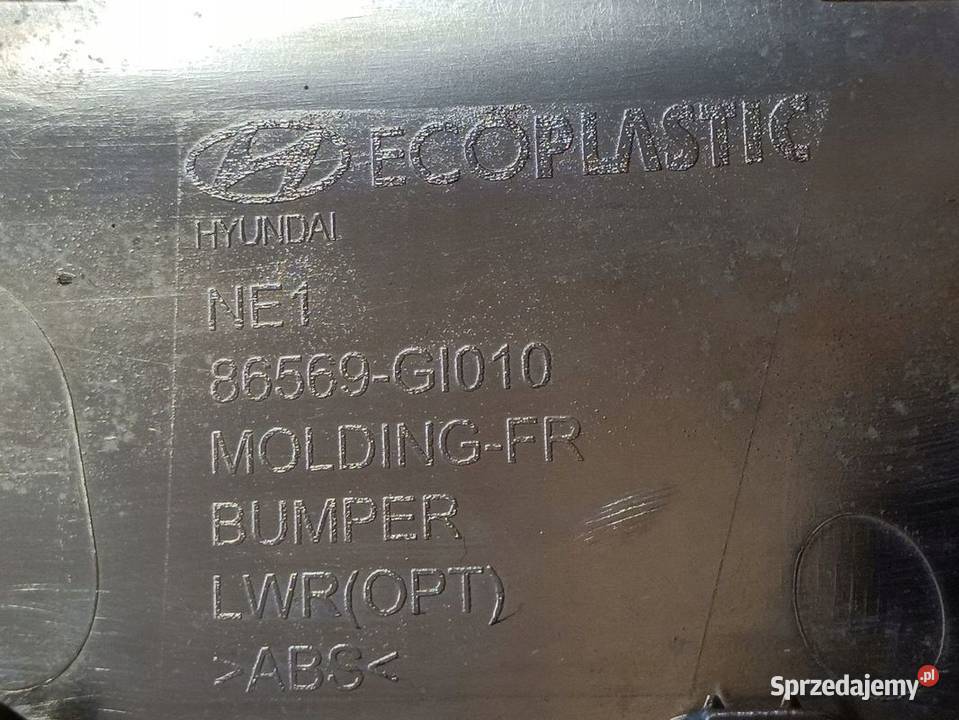 ECOPLASTIC
HYUNDAI
NE1
86569-GI010
MOLDING-FR
BUMPER
LWR(OPT)
>ABS<
Sprzedajemy.pl